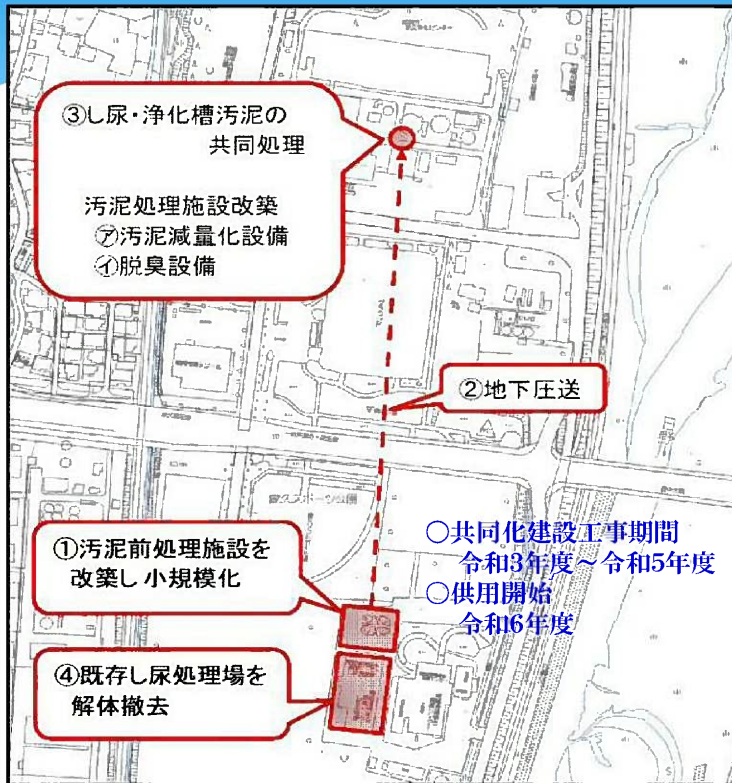 ③し尿・浄化槽汚泥の
共同処理
汚泥処理施設改築
㋐汚泥減量化設備
㋑脱臭設備
②地下圧送
①汚泥前処理施設を
改築し小規模化
○共同化建設工事期間
令和3年度～令和5年度
○供用開始
令和6年度
④既存し尿処理場を
解体撤去